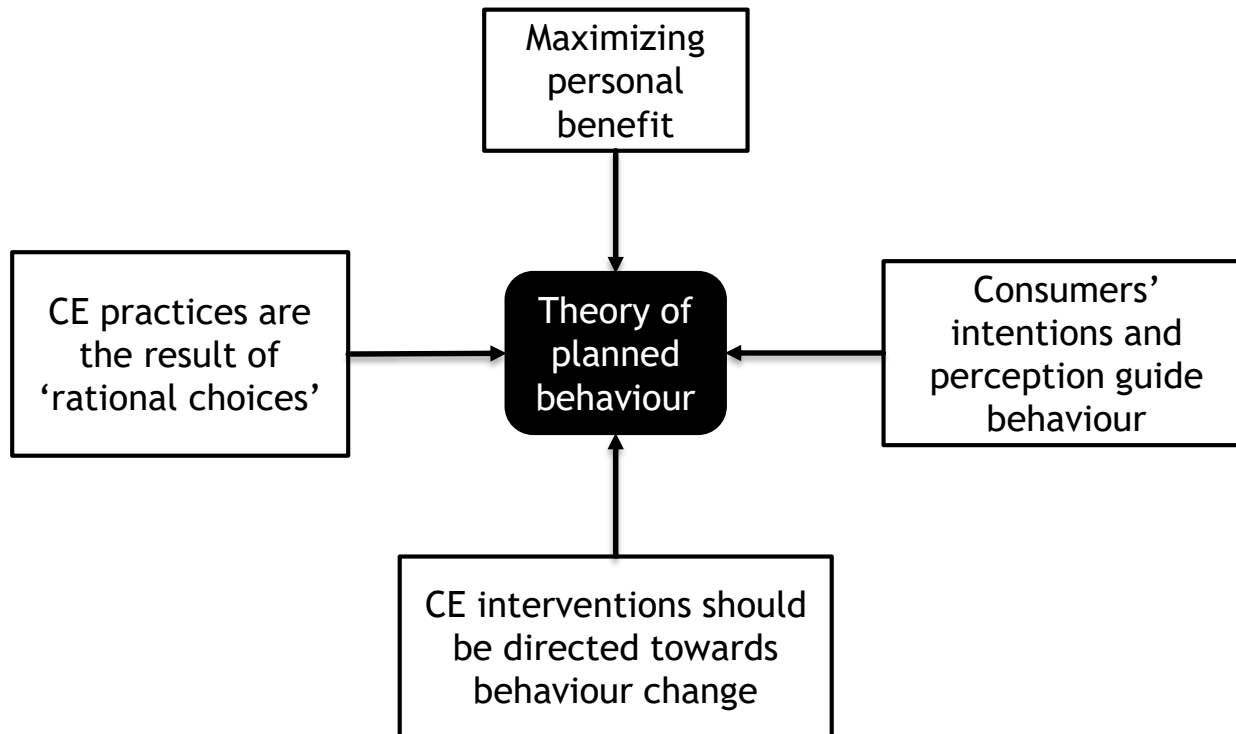 Maximizing
personal
benefit
CE practices are
the result of
‘rational choices’
Theory of
planned
behaviour
Consumers’
intentions and
perception guide
behaviour
CE interventions should
be directed towards
behaviour change